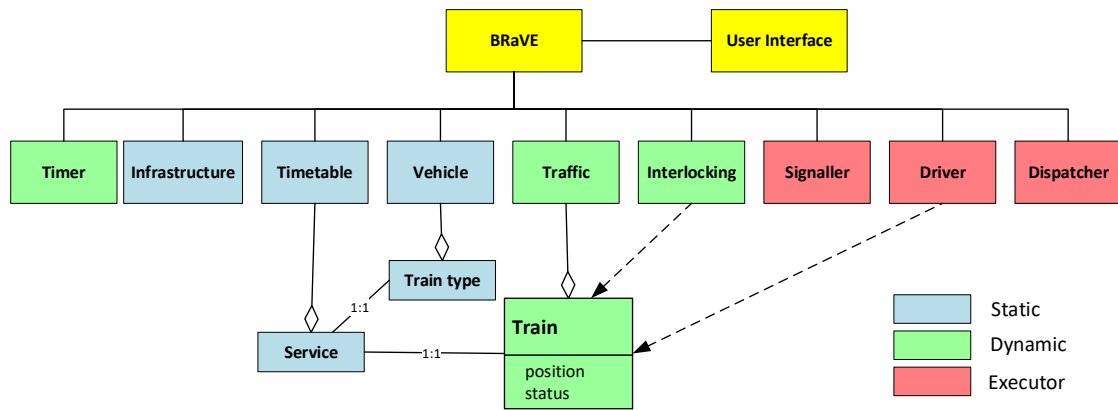 BRaVE
User Interface
Timer
Infrastructure
Timetable
Vehicle
Traffic
Interlocking
Signaller
Driver
Dispatcher
Train type
1:1
Service
1:1
Train
position
status
Static
Dynamic
Executor